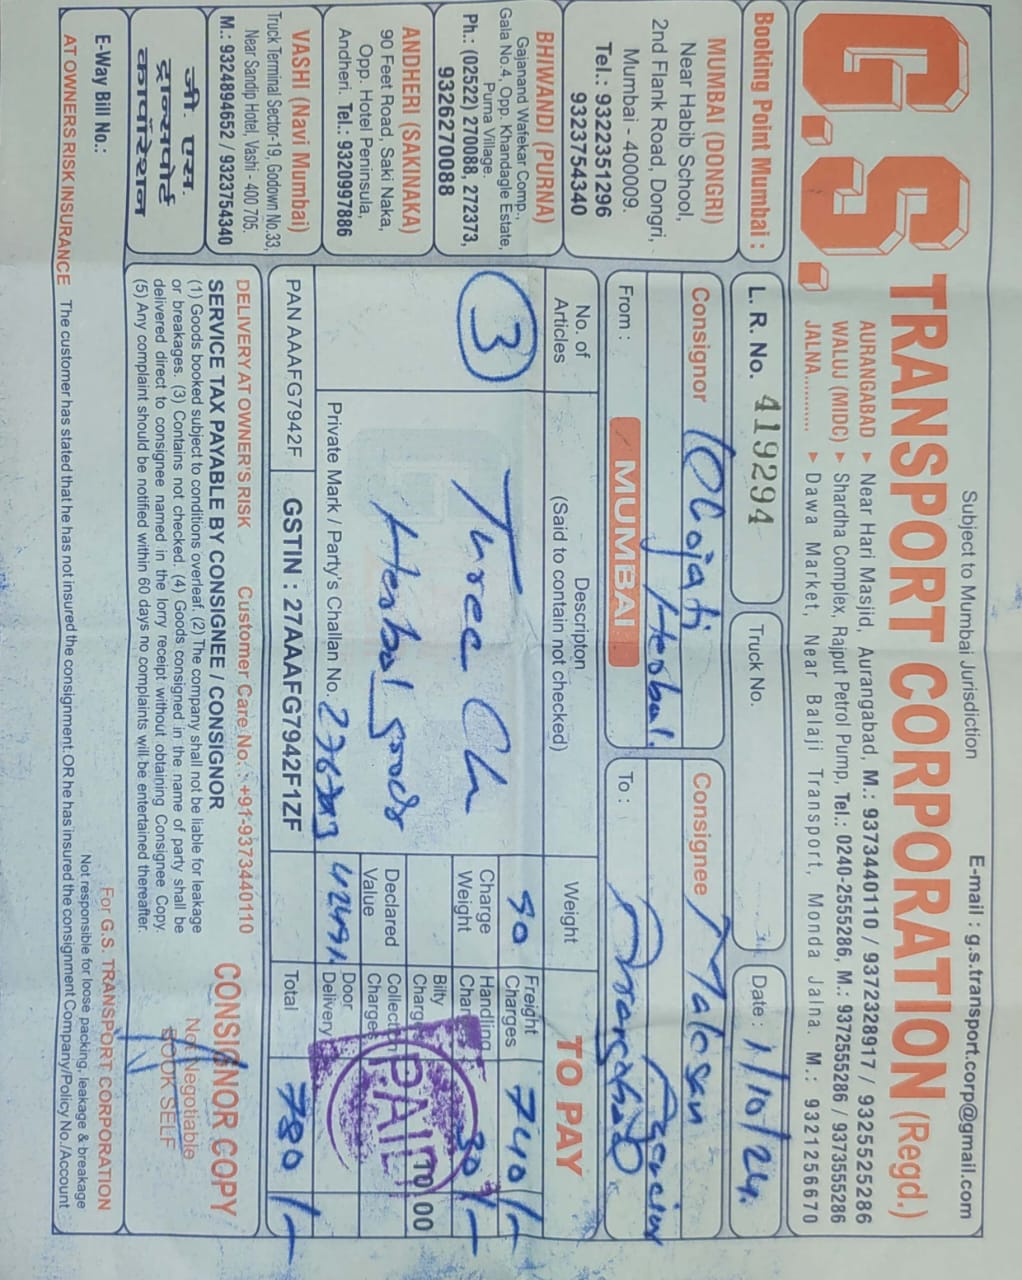 Subject to Mumbai Jurisdiction
E-mail : g.s.transport.corp@gmail.com
G.S. TRANSPORT CORPORATION (Regd.)
AURANGABAD ► Near Hari Masjid, Aurangabad, M.: 9373440110 / 9372328917 / 9325525286
WALUJ (MIDC) ► Shardha Complex, Rajput Petrol Pump, Tel.: 0240-2555286, M.: 9372555286 / 9373555286
JALNA.......... ► Dawa Market, Near Balaji Transport, Monda Jalna. M.: 9321256670
Booking Point Mumbai :
MUMBAI (DONGRI)
Near Habib School,
2nd Flank Road, Dongri,
Mumbai - 400009.
Tel.: 9322351296
9323754340
BHIWANDI (PURNA)
Gajanand Wafekar Comp.,
Gala No.4, Opp. Khandagle Estate,
Purna Village.
Ph.: (02522) 270088, 272373,
9326270088
ANDHERI (SAKINAKA)
90 Feet Road, Saki Naka,
Opp. Hotel Peninsula,
Andheri. Tel.: 9320997886
VASHI (Navi Mumbai)
Truck Terminal Sector-19, Godown No.33,
Near Sandip Hotel, Vashi - 400 705.
M.: 9324894652 / 9323754340
जी. एस.
ट्रान्सपोर्ट
कार्पोरेशन
E-Way Bill No.:
L. R. No. 419294
Truck No.
Date : 1/10/24
Consignor Herbal
Consignee Agencies
From : MUMBAI
To :
No. of Articles
Descripton
(Said to contain not checked)
Weight
TO PAY
3
Three
Herbal goods
90
Charge Weight
Declared Value
42491
Freight Charges 740/-
Handling Char 30/-
Bilty Charg 10 00
Collect Charge
Door Delivery
PAID
Private Mark / Party's Challan No.
PAN AAAFG7942F
GSTIN : 27AAAFG7942F1ZF
Total 780/-
DELIVERY AT OWNER'S RISK Customer Care No. : +91-9373440110
SERVICE TAX PAYABLE BY CONSIGNEE / CONSIGNOR
(1) Goods booked subject to conditions overleaf. (2) The company shall not be liable for leakage
or breakages. (3) Contains not checked. (4) Goods consigned in the name of party shall be
delivered direct to consignee named in the lorry receipt without obtaining Consignee Copy.
(5) Any complaint should be notified within 60 days no complaints will be entertained thereafter.
CONSIGNOR COPY
Not Negotiable
BOOK SELF
For G.S. TRANSPORT CORPORATION
Not responsible for loose packing, leakage & breakage
AT OWNERS RISK INSURANCE The customer has stated that he has not insured the consignment. OR he has insured the consignment Company/Policy No./Account